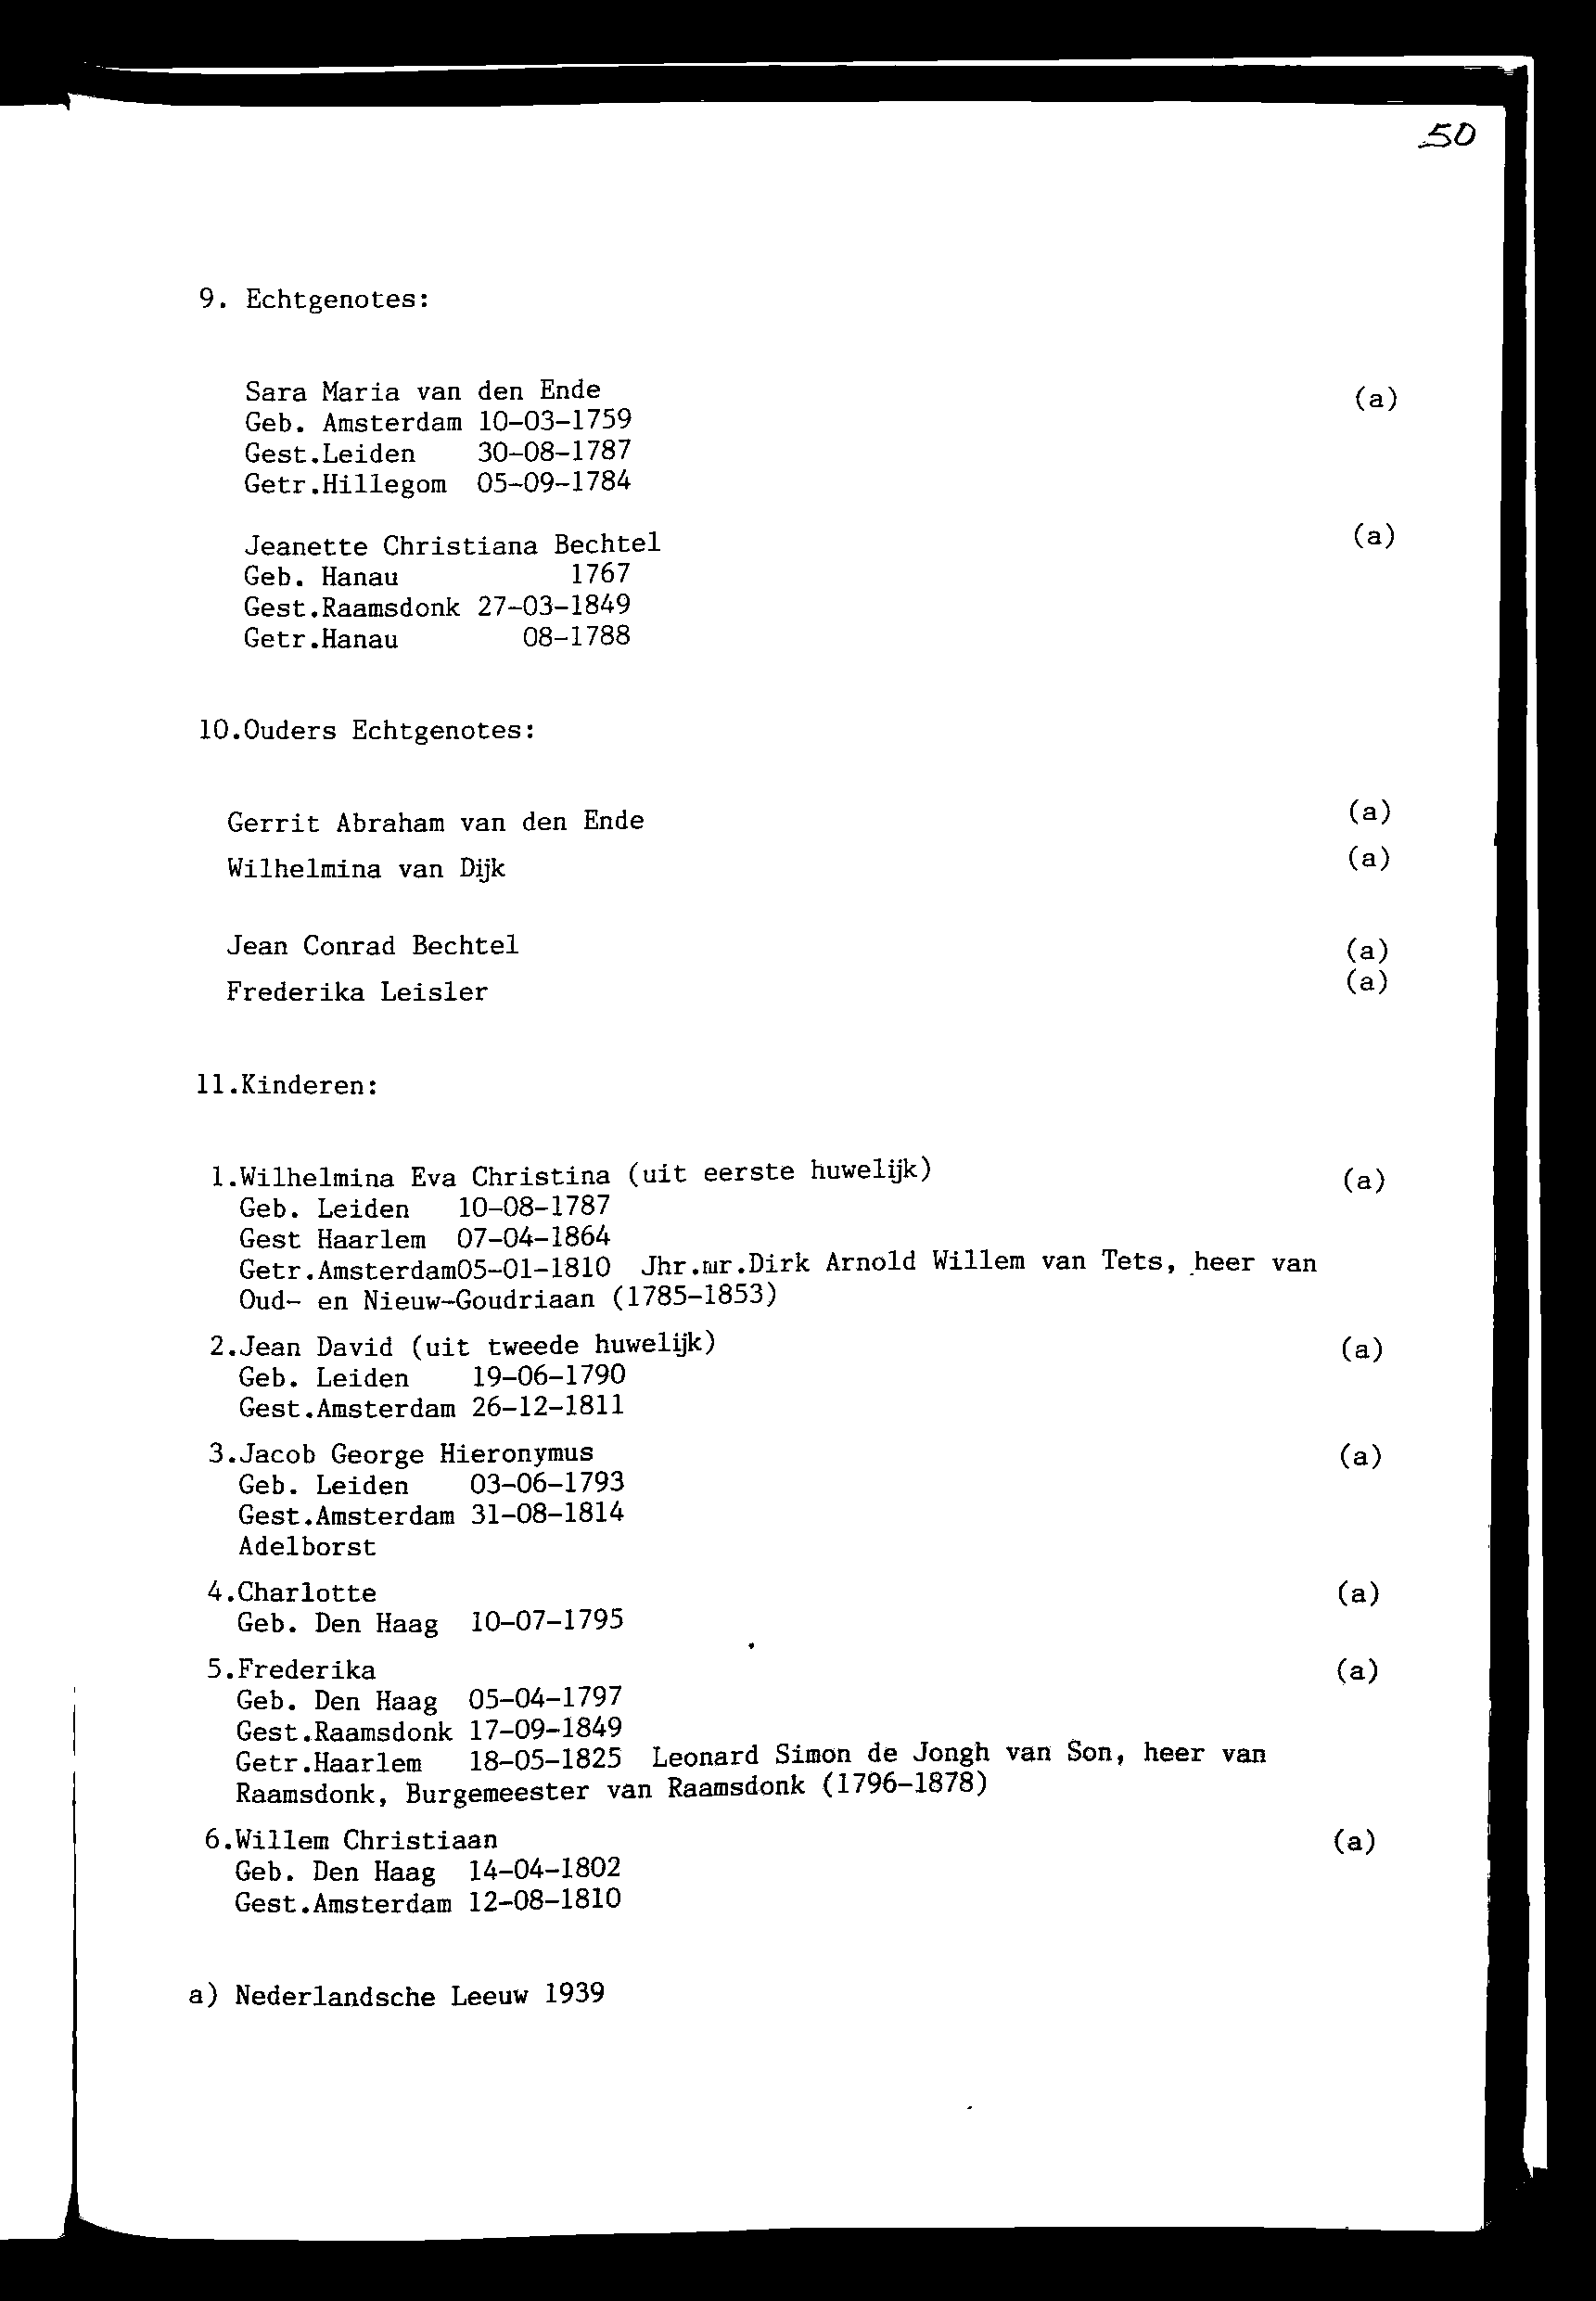 50
9. Echtgenotes:
Sara Maria van den Ende (a)
Geb. Amsterdam 10-03-1759
Gest.Leiden 30-08-1787
Getr.Hillegom 05-09-1784
Jeanette Christiana Bechtel (a)
Geb. Hanau 1767
Gest.Raamsdonk 27-03-1849
Getr.Hanau 08-1788
10.Ouders Echtgenotes:
Gerrit Abraham van den Ende (a)
Wilhelmina van Dijk (a)
Jean Conrad Bechtel (a)
Frederika Leisler (a)
11.Kinderen:
1.Wilhelmina Eva Christina (uit eerste huwelijk) (a)
Geb. Leiden 10-08-1787
Gest Haarlem 07-04-1864
Getr.Amsterdam05-01-1810 Jhr.mr.Dirk Arnold Willem van Tets, heer van
Oud- en Nieuw-Goudriaan (1785-1853)
2.Jean David (uit tweede huwelijk) (a)
Geb. Leiden 19-06-1790
Gest.Amsterdam 26-12-1811
3.Jacob George Hieronymus (a)
Geb. Leiden 03-06-1793
Gest.Amsterdam 31-08-1814
Adelborst
4.Charlotte (a)
Geb. Den Haag 10-07-1795
5.Frederika (a)
Geb. Den Haag 05-04-1797
Gest.Raamsdonk 17-09-1849
Getr.Haarlem 18-05-1825 Leonard Simon de Jongh van Son, heer van
Raamsdonk, Burgemeester van Raamsdonk (1796-1878)
6.Willem Christiaan (a)
Geb. Den Haag 14-04-1802
Gest.Amsterdam 12-08-1810
a) Nederlandsche Leeuw 1939